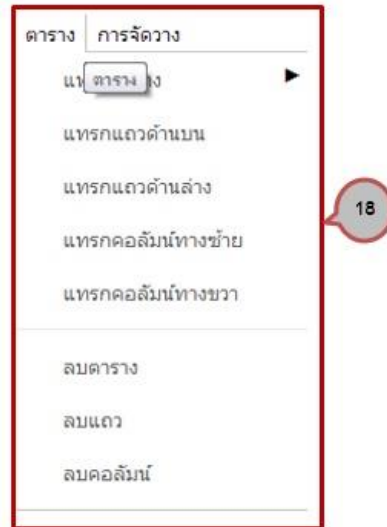 ตาราง การจัดวาง
ตาราง
แทรกแถวด้านบน
แทรกแถวด้านล่าง
18
แทรกคอลัมน์ทางซ้าย
แทรกคอลัมน์ทางขวา
ลบตาราง
ลบแถว
ลบคอลัมน์